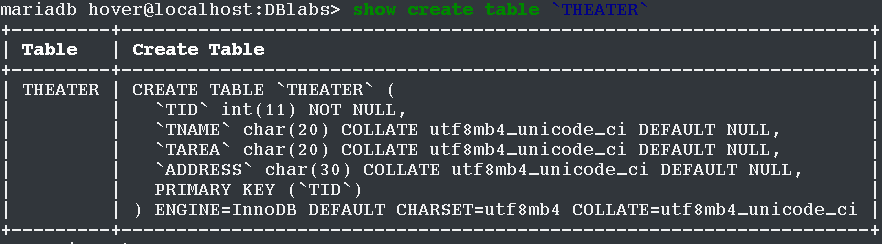 mariadb hover@localhost:DBlabs> show create table `THEATER`
+---------+------------------------------------------------------------------+
| Table   | Create Table                                                     |
+---------+------------------------------------------------------------------+
| THEATER | CREATE TABLE `THEATER` (                                         |
|         |   `TID` int(11) NOT NULL,                                        |
|         |   `TNAME` char(20) COLLATE utf8mb4_unicode_ci DEFAULT NULL,      |
|         |   `TAREA` char(20) COLLATE utf8mb4_unicode_ci DEFAULT NULL,      |
|         |   `ADDRESS` char(30) COLLATE utf8mb4_unicode_ci DEFAULT NULL,    |
|         |   PRIMARY KEY (`TID`)                                            |
|         | ) ENGINE=InnoDB DEFAULT CHARSET=utf8mb4 COLLATE=utf8mb4_unicode_ci |
+---------+------------------------------------------------------------------+